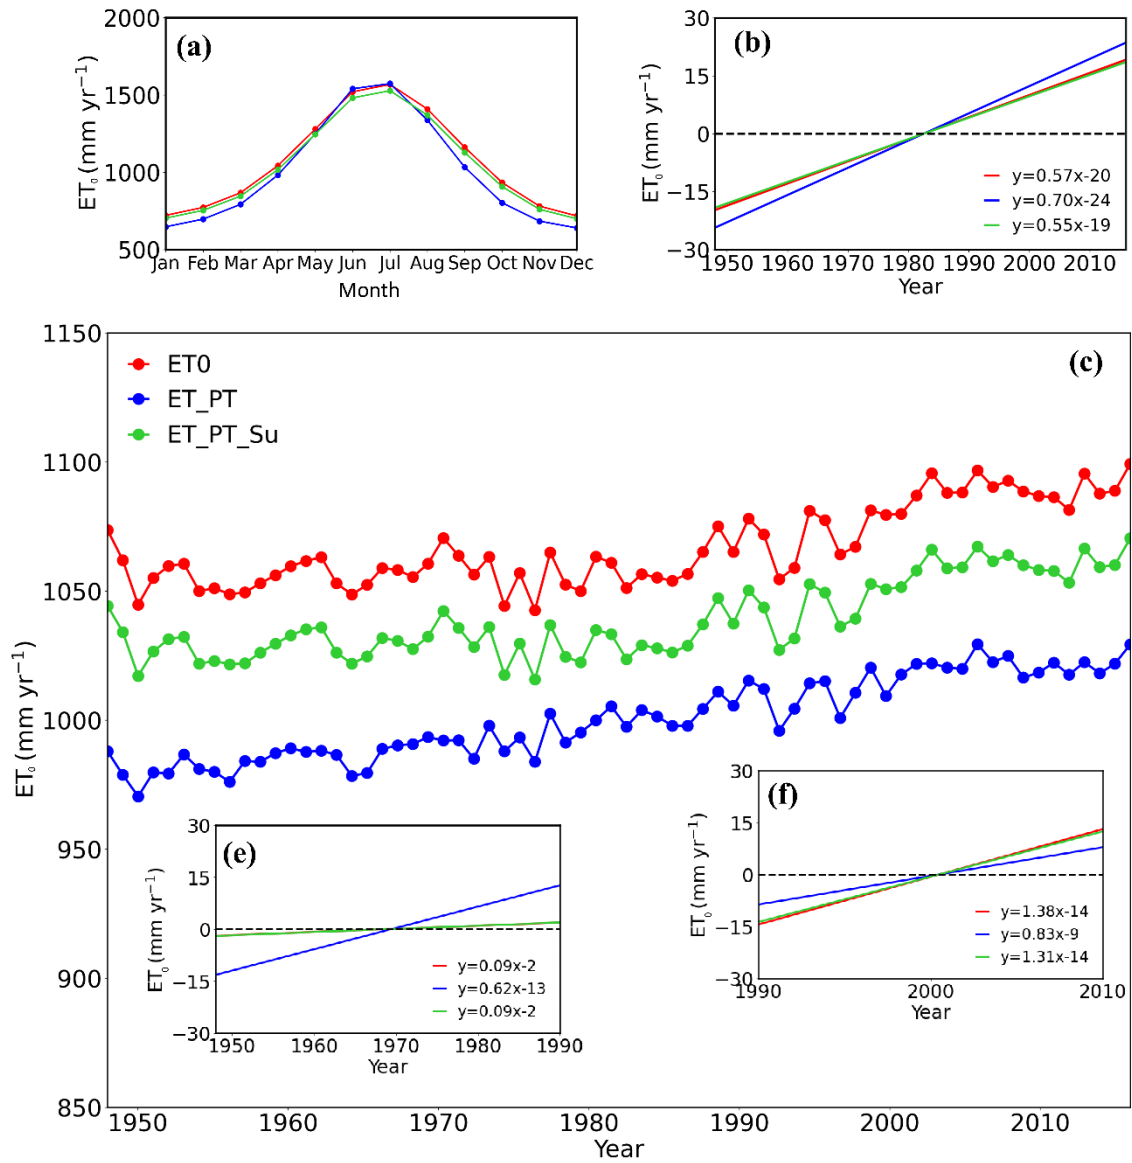 (a)
ET₀ (mm yr⁻¹)
2000
1500
1000
500
Jan Feb Mar Apr May Jun Jul Aug Sep Oct Nov Dec
Month
(b)
ET₀ (mm yr⁻¹)
30
15
0
−15
−30
y=0.57x-20
y=0.70x-24
y=0.55x-19
1950 1960 1970 1980 1990 2000 2010
Year
(c)
ET₀ (mm yr⁻¹)
1150
1100
1050
1000
950
900
850
ET0
ET_PT
ET_PT_Su
(f)
ET₀ (mm yr⁻¹)
30
15
0
−15
−30
y=1.38x-14
y=0.83x-9
y=1.31x-14
1990 2000 2010
Year
(e)
ET₀ (mm yr⁻¹)
30
15
0
−15
−30
y=0.09x-2
y=0.62x-13
y=0.09x-2
1950 1960 1970 1980 1990
Year
1950 1960 1970 1980 1990 2000 2010
Year